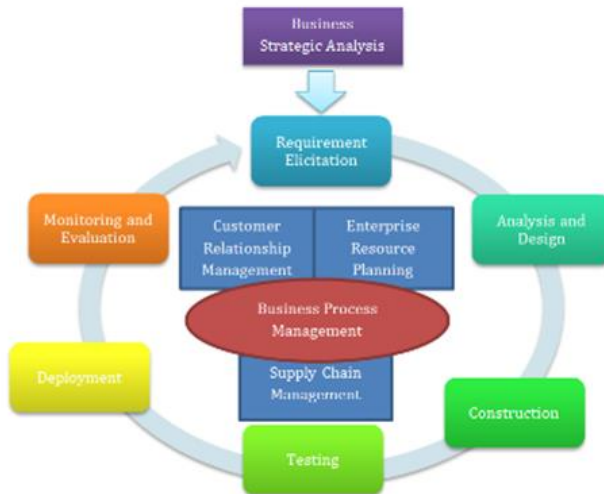 Business
Strategic Analysis
Requirement
Elicitation
Monitoring and
Evaluation
Customer
Relationship
Management
Enterprise
Resource
Planning
Analysis and
Design
Business Process
Management
Deployment
Supply Chain
Management
Construction
Testing